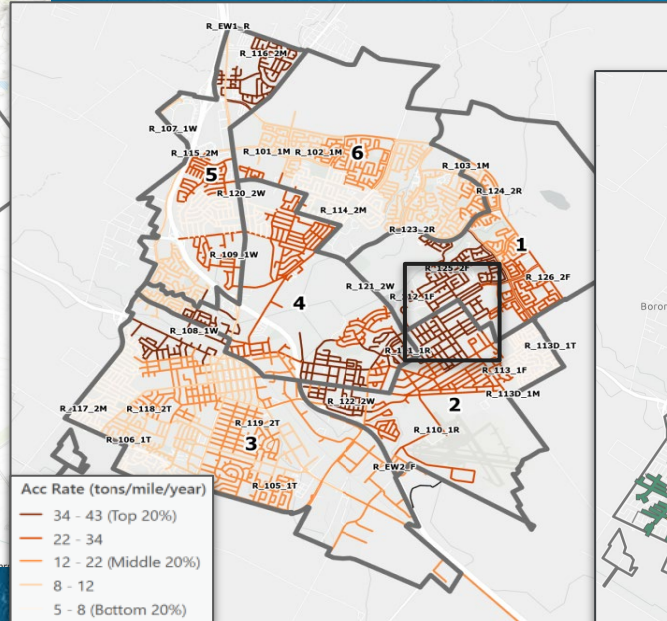 R_EW1_R
R_116_2M
R_107_1W
R_115_2M
R_101_1M
R_102_1M
6
R_103_1M
5
R_120_2W
R_124_2R
R_114_2M
R_123_2R
1
R_109_1W
R_125_2F
R_126_2F
4
R_121_2W
R_112_1F
R_108_1W
R_111_1R
R_113D_1T
R_113_1F
R_117_2M
R_118_2T
R_122_2W
2
R_113D_1M
R_119_2T
R_106_1T
3
R_110_1R
R_EW2_F
R_105_1T
Acc Rate (tons/mile/year)
34 - 43 (Top 20%)
22 - 34
12 - 22 (Middle 20%)
8 - 12
5 - 8 (Bottom 20%)
Boron